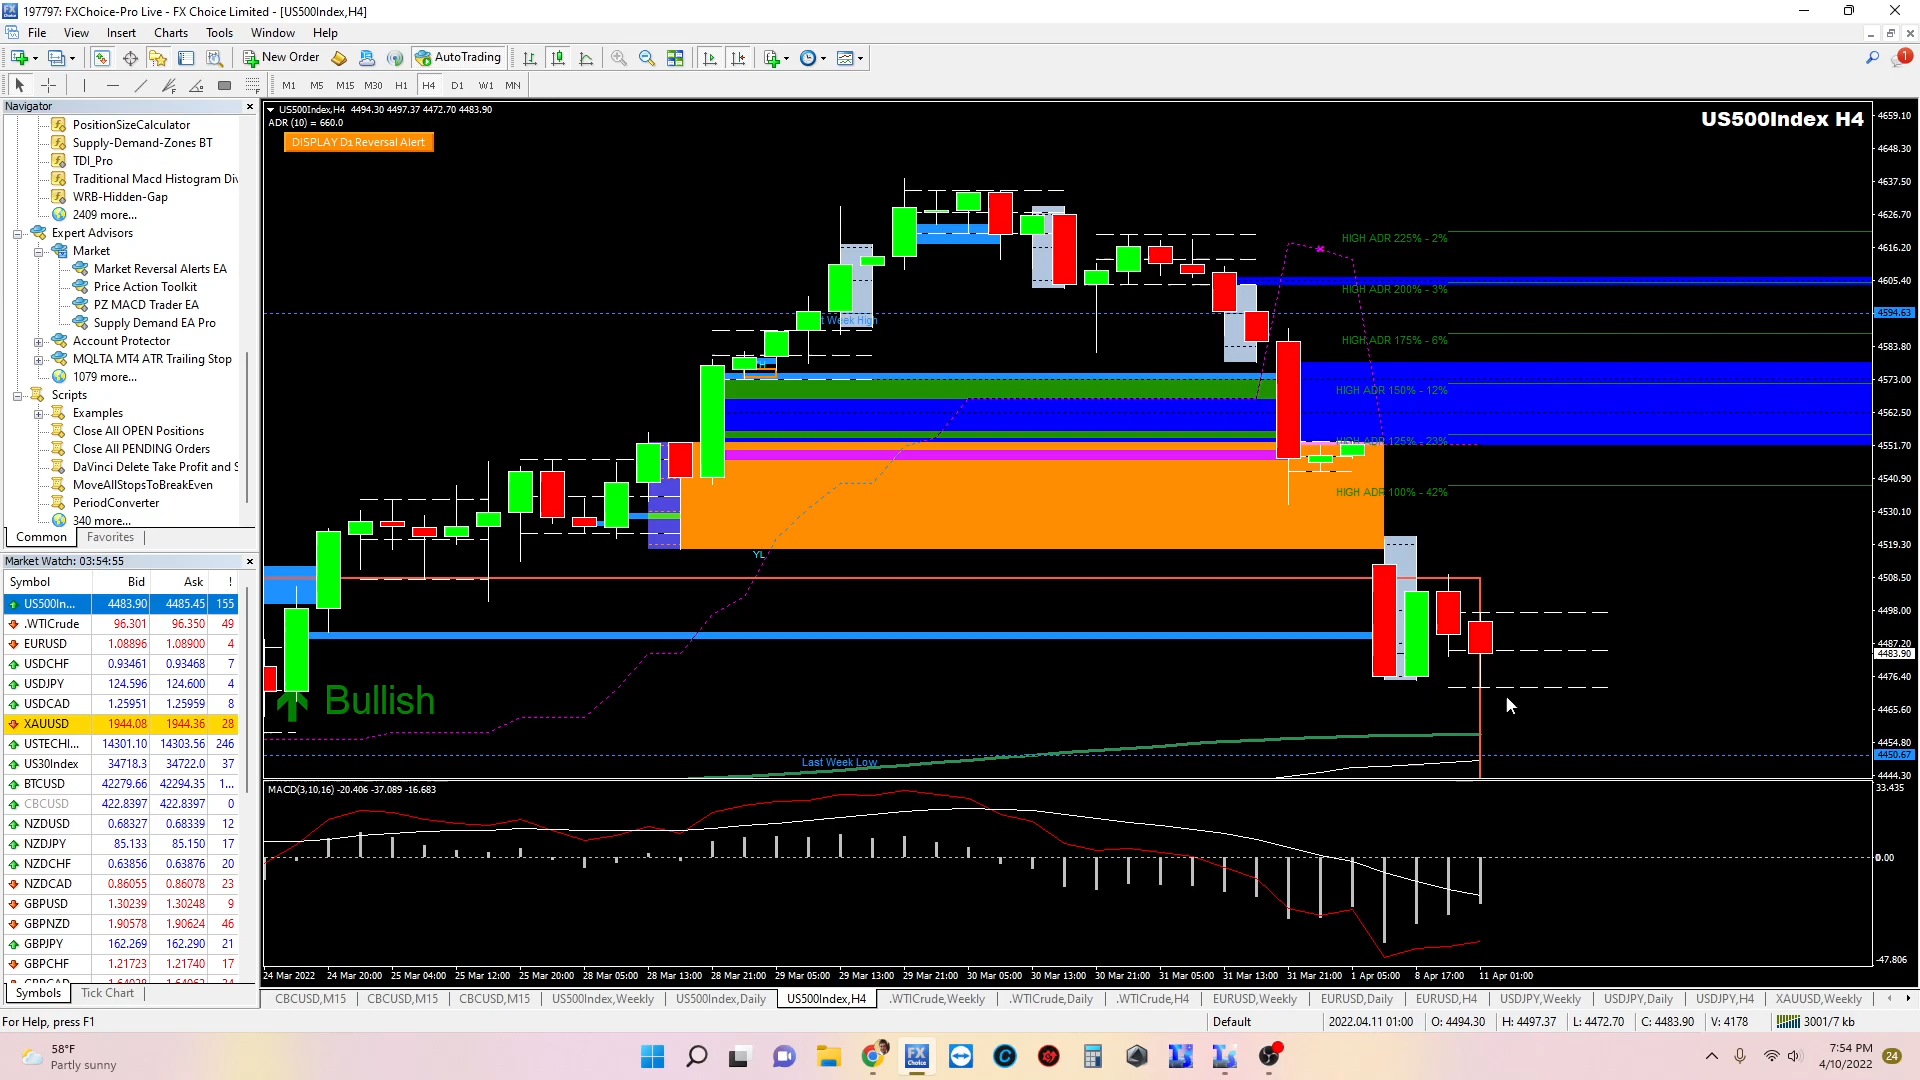 197797: FXChoice-Pro Live - FX Choice Limited - [US500Index,H4]
File View Insert Charts Tools Window Help
New Order AutoTrading
M1 M5 M15 M30 H1 H4 D1 W1 MN
Navigator
PositionSizeCalculator
Supply-Demand-Zones BT
TDI_Pro
Traditional Macd Histogram Div
WRB-Hidden-Gap
2409 more...
Expert Advisors
Market
Market Reversal Alerts EA
Price Action Toolkit
PZ MACD Trader EA
Supply Demand EA Pro
Account Protector
MQLTA MT4 ATR Trailing Stop
1079 more...
Scripts
Examples
Close All OPEN Positions
Close All PENDING Orders
DaVinci Delete Take Profit and S
MoveAllStopsToBreakEven
PeriodConverter
340 more...
Common Favorites
Market Watch: 03:54:55
Symbol Bid Ask !
US500In... 4483.90 4485.45 155
.WTICrude 96.301 96.350 49
EURUSD 1.08896 1.08900 4
USDCHF 0.93461 0.93468 7
USDJPY 124.596 124.600 4
USDCAD 1.25951 1.25959 8
XAUUSD 1944.08 1944.36 28
USTECHI... 14301.10 14303.56 246
US30Index 34718.3 34722.0 37
BTCUSD 42279.66 42294.35 1...
CBCUSD 422.8397 422.8397 0
NZDUSD 0.68327 0.68339 12
NZDJPY 85.133 85.150 17
NZDCHF 0.63856 0.63876 20
NZDCAD 0.86055 0.86078 23
GBPUSD 1.30239 1.30248 9
GBPNZD 1.90578 1.90624 46
GBPJPY 162.269 162.290 21
GBPCHF 1.21723 1.21740 17
Symbols Tick Chart
US500Index,H4 4494.30 4497.37 4472.70 4483.90
ADR (10) = 660.0
DISPLAY D1 Reversal Alert
US500Index H4
HIGH ADR 225% - 2%
HIGH ADR 200% - 3%
HIGH ADR 175% - 6%
HIGH ADR 150% - 12%
HIGH ADR 125% - 23%
HIGH ADR 100% - 42%
Week High
YL
Bullish
Last Week Low
4659.10
4648.30
4637.50
4626.70
4616.20
4605.40
4594.63
4583.80
4573.00
4562.50
4551.70
4540.90
4530.10
4519.30
4508.50
4498.00
4487.20
4483.90
4476.40
4465.60
4454.80
4450.67
4444.30
MACD(3,10,16) -20.406 -37.089 -16.683
33.435
0.00
-47.806
24 Mar 2022 24 Mar 20:00 25 Mar 04:00 25 Mar 12:00 25 Mar 20:00 28 Mar 05:00 28 Mar 13:00 28 Mar 21:00 29 Mar 05:00 29 Mar 13:00 29 Mar 21:00 30 Mar 05:00 30 Mar 13:00 30 Mar 21:00 31 Mar 05:00 31 Mar 13:00 31 Mar 21:00 1 Apr 05:00 8 Apr 17:00 11 Apr 01:00
CBCUSD,M15 CBCUSD,M15 CBCUSD,M15 US500Index,Weekly US500Index,Daily US500Index,H4 .WTICrude,Weekly .WTICrude,Daily .WTICrude,H4 EURUSD,Weekly EURUSD,Daily EURUSD,H4 USDJPY,Weekly USDJPY,Daily USDJPY,H4 XAUUSD,Weekly
For Help, press F1 Default 2022.04.11 01:00 O: 4494.30 H: 4497.37 L: 4472.70 C: 4483.90 V: 4178 3001/7 kb
58°F
Partly sunny
7:54 PM
4/10/2022
24